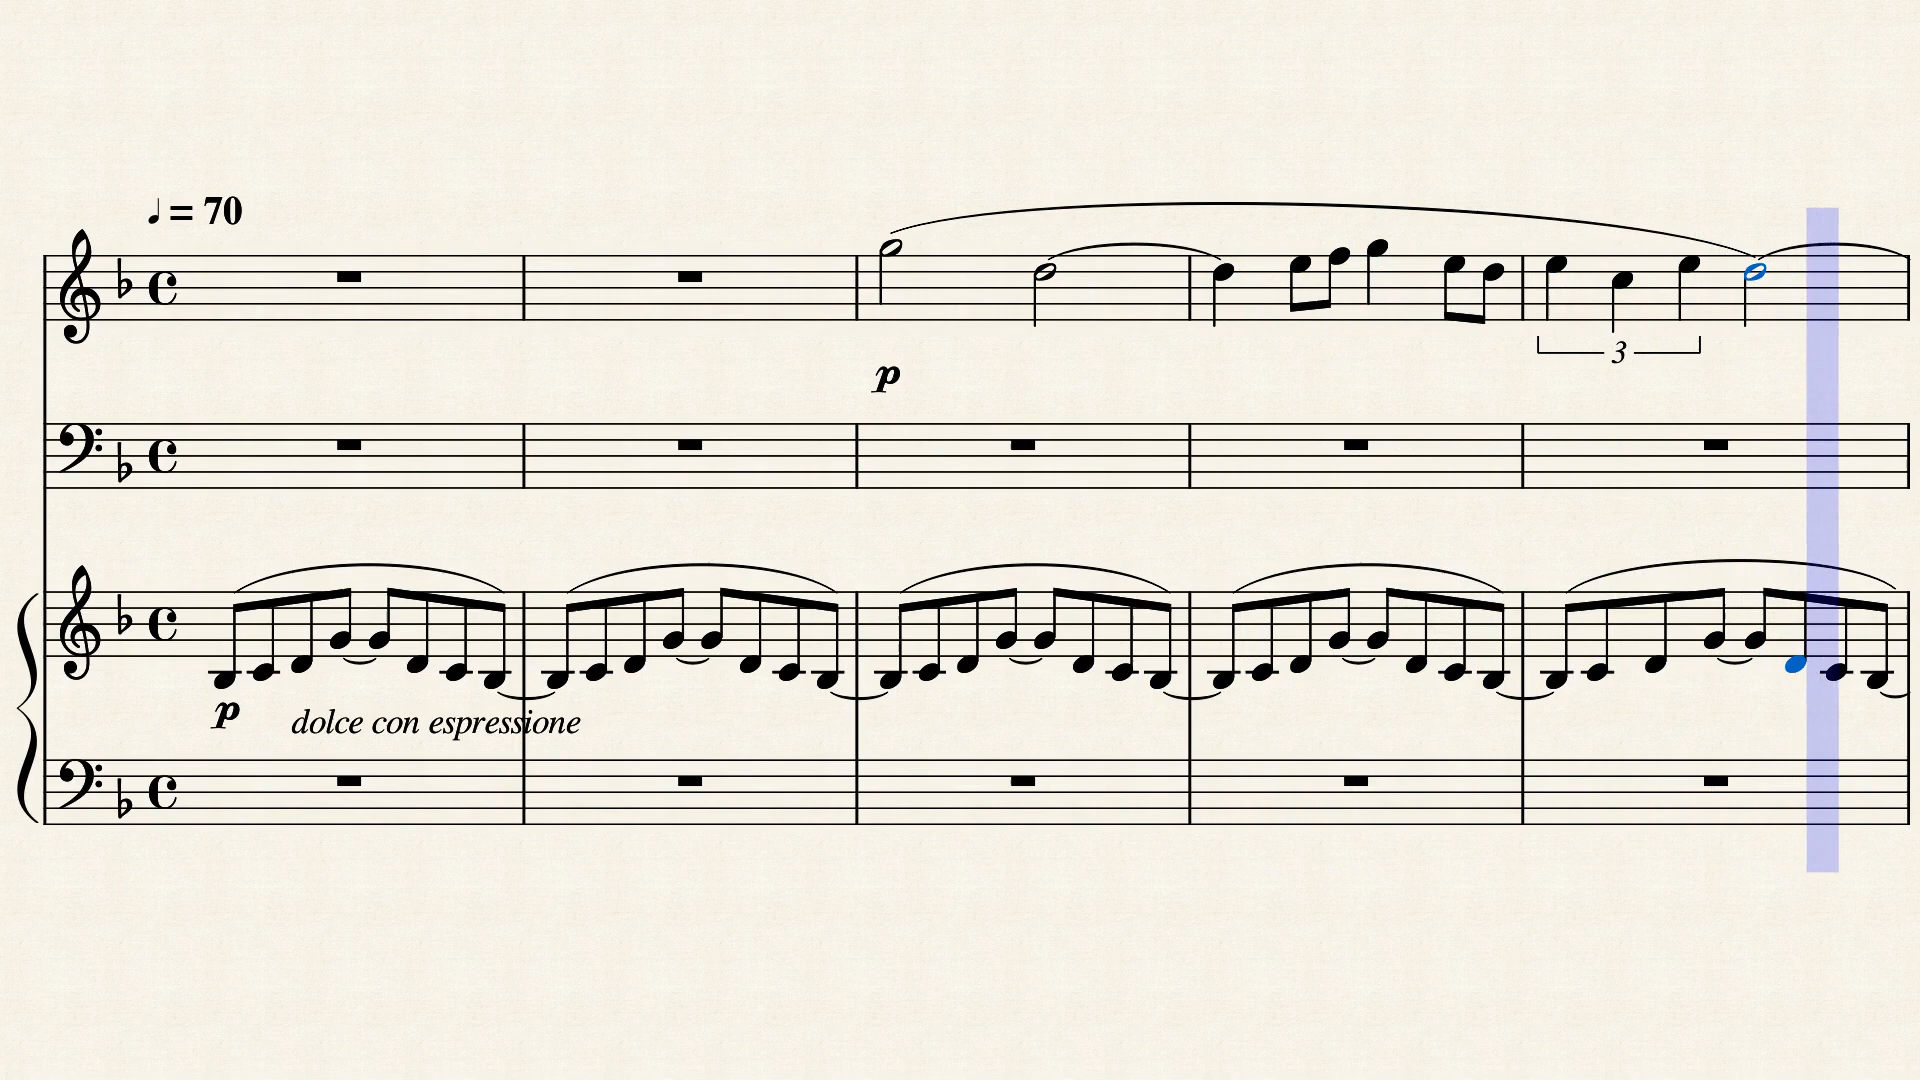 ♩ = 70
p
3
p
dolce con espressione